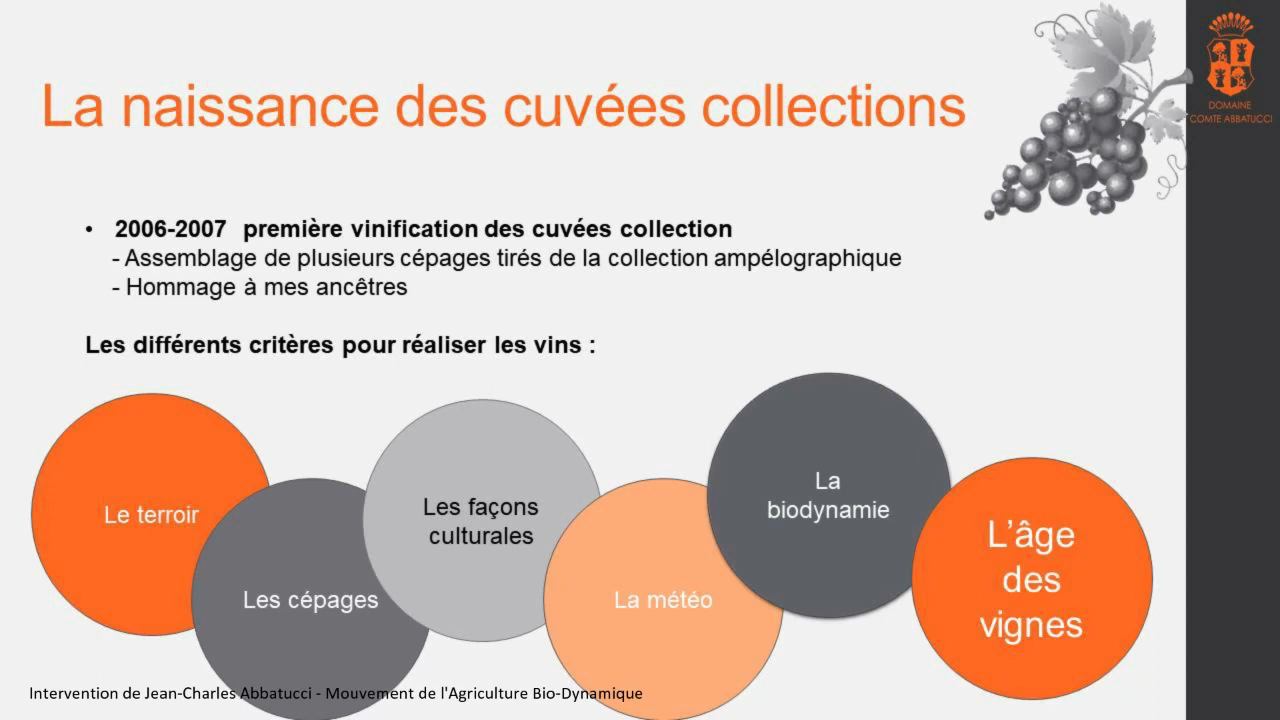 La naissance des cuvées collections
DOMAINE
COMTE ABBATUCCI
• 2006-2007 première vinification des cuvées collection
- Assemblage de plusieurs cépages tirés de la collection ampélographique
- Hommage à mes ancêtres
Les différents critères pour réaliser les vins :
Le terroir
Les cépages
Les façons
culturales
La météo
La
biodynamie
L’âge
des
vignes
Intervention de Jean-Charles Abbatucci - Mouvement de l'Agriculture Bio-Dynamique